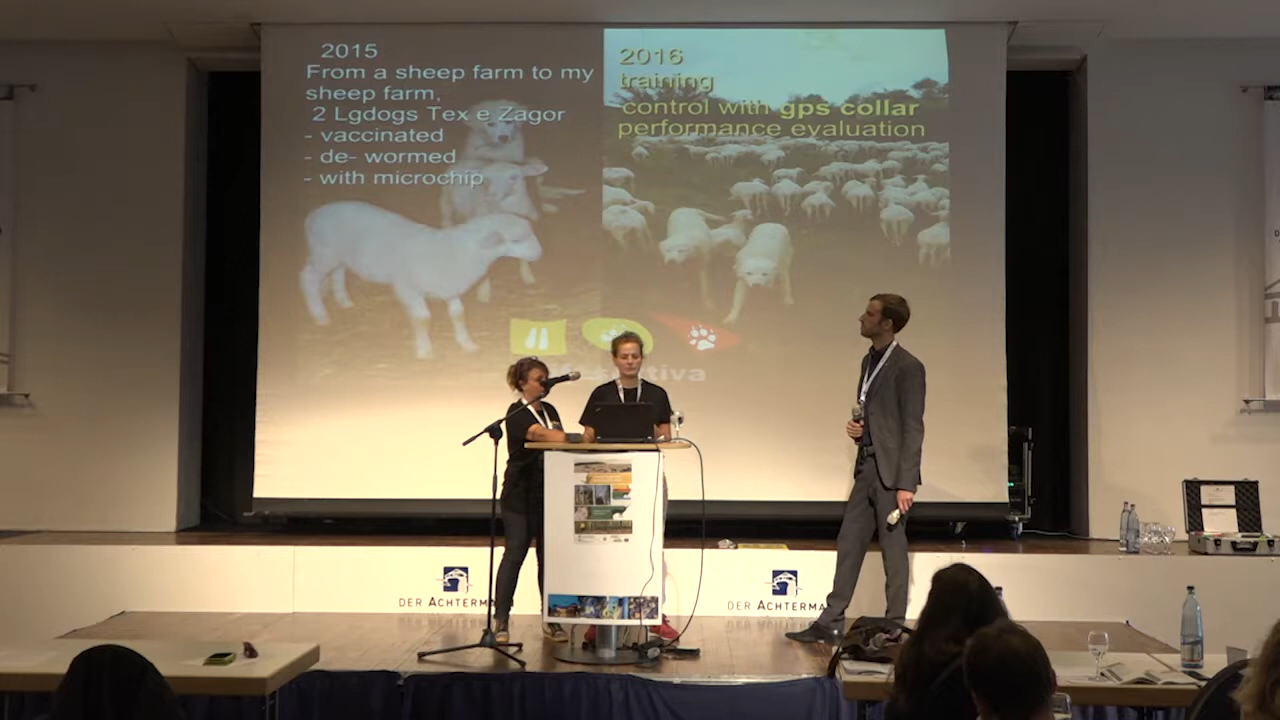 2015
From a sheep farm to my
sheep farm,
2 Lgdogs Tex e Zagor
- vaccinated
- de- wormed
- with microchip
2016
training
control with gps collar
performance evaluation
DER ACHTERM
DER ACHTERMA